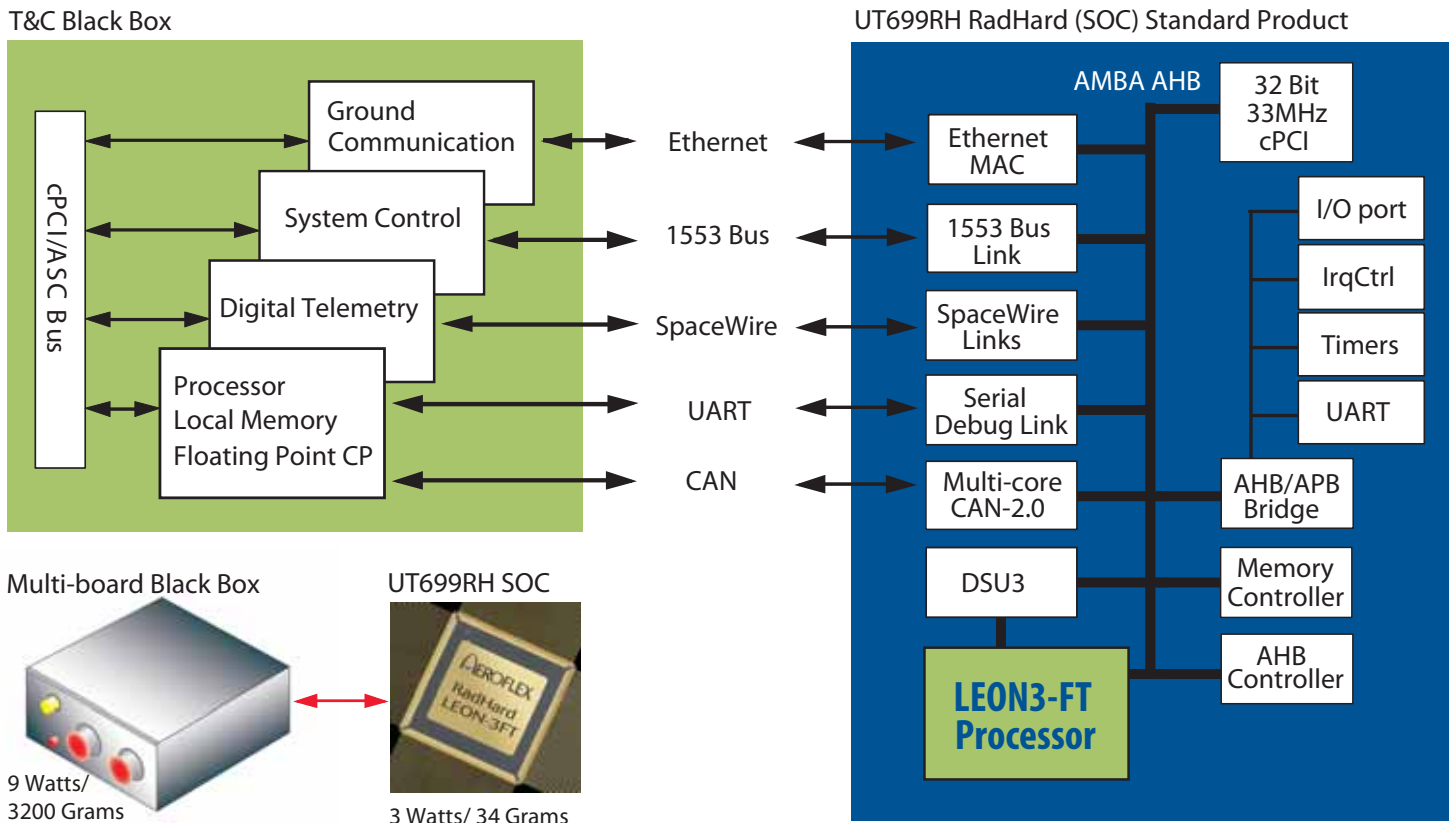 T&C Black Box
cPCI/ASC Bus
Ground
Communication
System Control
Digital Telemetry
Processor
Local Memory
Floating Point CP
Ethernet
1553 Bus
SpaceWire
UART
CAN
UT699RH RadHard (SOC) Standard Product
AMBA AHB
Ethernet
MAC
1553 Bus
Link
SpaceWire
Links
Serial
Debug Link
Multi-core
CAN-2.0
DSU3
LEON3-FT
Processor
32 Bit
33MHz
cPCI
I/O port
IrqCtrl
Timers
UART
AHB/APB
Bridge
Memory
Controller
AHB
Controller
Multi-board Black Box
9 Watts/
3200 Grams
UT699RH SOC
AEROFLEX
RadHard
LEON-3FT
3 Watts/ 34 Grams